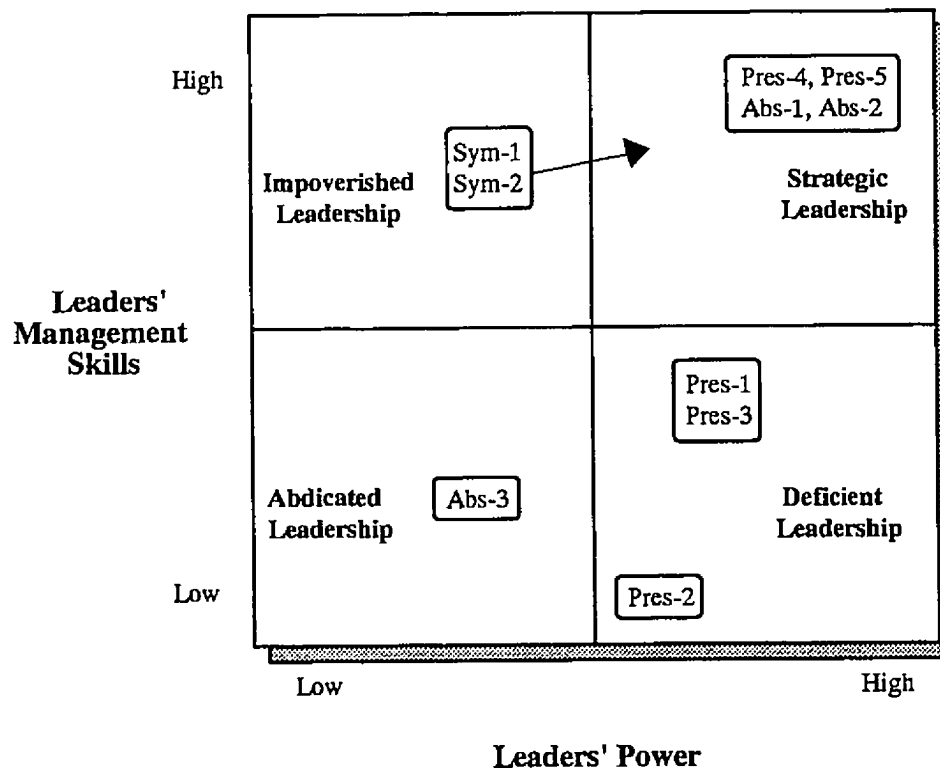 High
Pres-4, Pres-5
Abs-1, Abs-2
Sym-1
Sym-2
Impoverished
Leadership
Strategic
Leadership
Leaders'
Management
Skills
Pres-1
Pres-3
Abdicated
Leadership
Abs-3
Deficient
Leadership
Low
Pres-2
Low
High
Leaders' Power